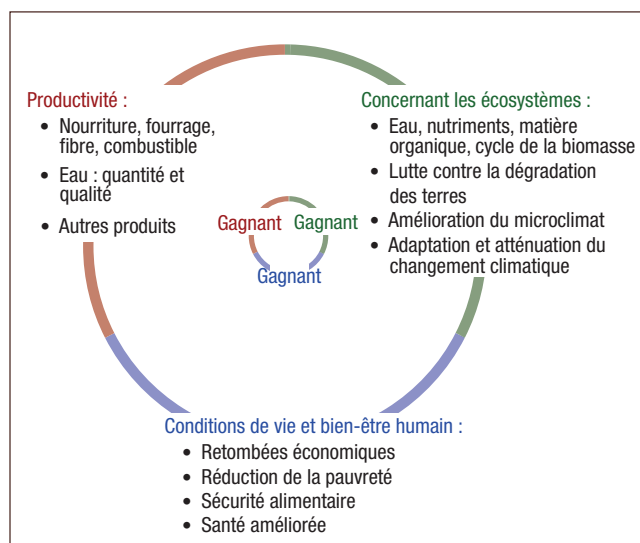 Productivité :
• Nourriture, fourrage,
fibre, combustible
• Eau : quantité et
qualité
• Autres produits
Concernant les écosystèmes :
• Eau, nutriments, matière
organique, cycle de la biomasse
• Lutte contre la dégradation
des terres
• Amélioration du microclimat
• Adaptation et atténuation du
changement climatique
Gagnant Gagnant
Gagnant
Conditions de vie et bien-être humain :
• Retombées économiques
• Réduction de la pauvreté
• Sécurité alimentaire
• Santé améliorée